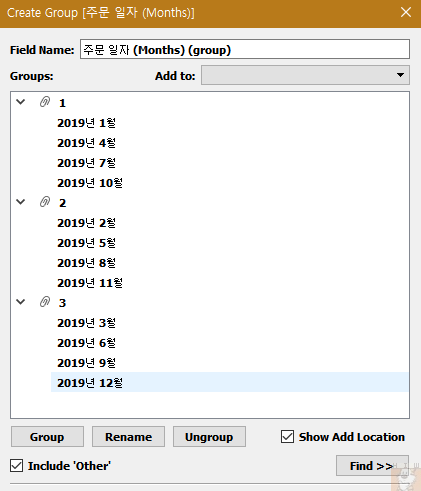 Create Group [주문 일자 (Months)]
Field Name: 주문 일자 (Months) (group)
Groups: Add to:
1
2019년 1월
2019년 4월
2019년 7월
2019년 10월
2
2019년 2월
2019년 5월
2019년 8월
2019년 11월
3
2019년 3월
2019년 6월
2019년 9월
2019년 12월
Group Rename Ungroup Show Add Location
Include 'Other' Find >>